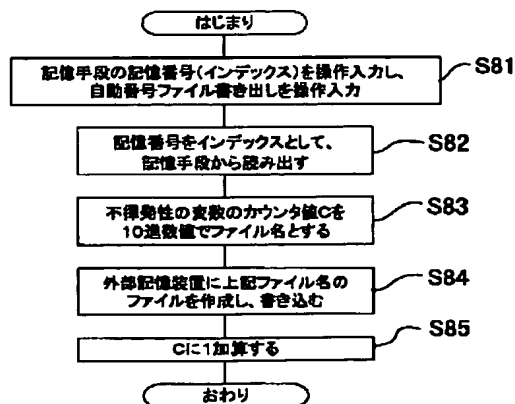 はじまり
記憶手段の記憶番号(インデックス)を操作入力し、
自動番号ファイル書き出しを操作入力
S81
記憶番号をインデックスとして、
記憶手段から読み出す
S82
不揮発性の変数のカウンタ値Cを
10進数値でファイル名とする
S83
外部記憶装置に上記ファイル名の
ファイルを作成し、書き込む
S84
Cに1加算する
S85
おわり